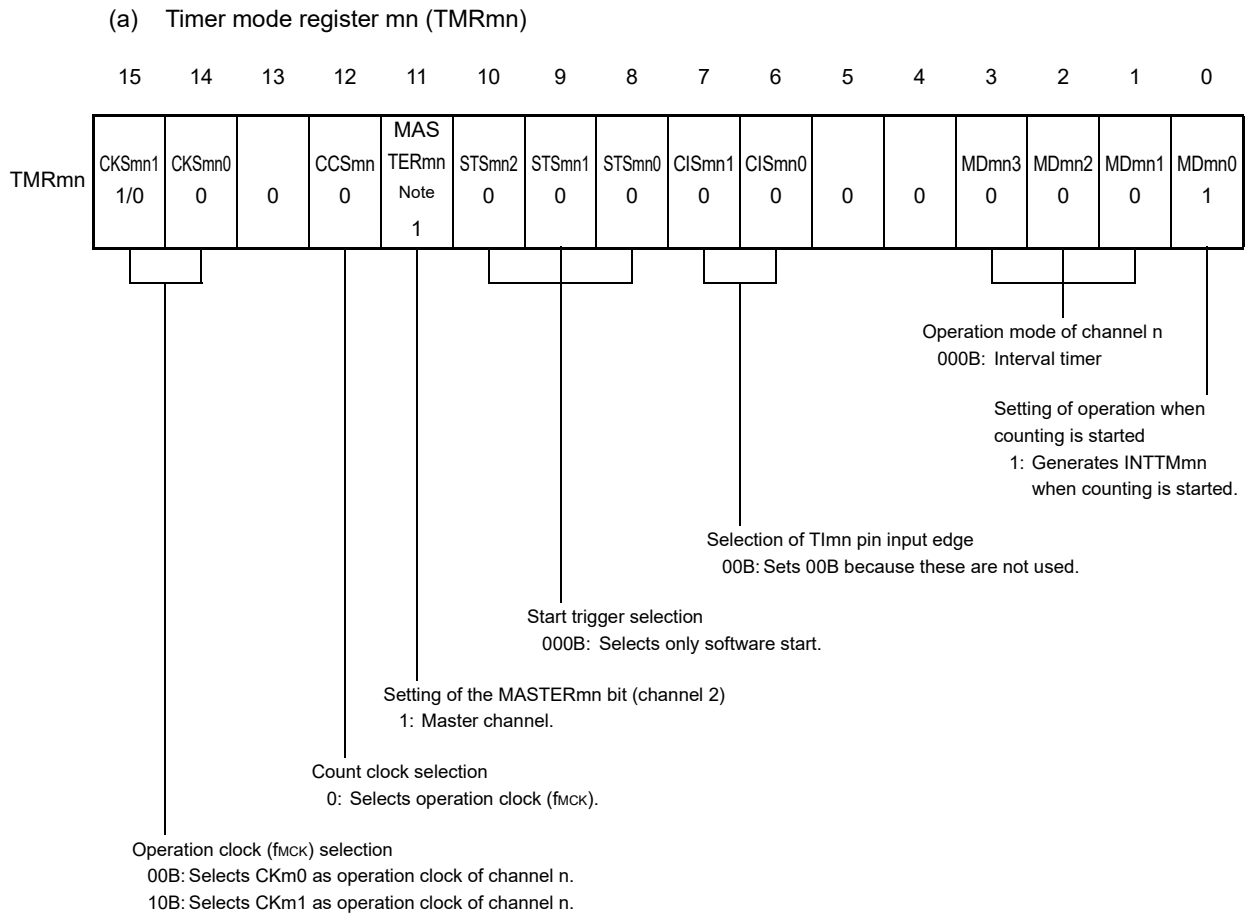 (a) Timer mode register mn (TMRmn)
15 14 13 12 11 10 9 8 7 6 5 4 3 2 1 0
TMRmn
CKSmn1 1/0
CKSmn0 0
0
CCSmn 0
MAS
TERmn
Note
1
STSmn2 0
STSmn1 0
STSmn0 0
CISmn1 0
CISmn0 0
0
0
MDmn3 0
MDmn2 0
MDmn1 0
MDmn0 1
Operation mode of channel n
000B: Interval timer
Setting of operation when
counting is started
1: Generates INTTMmn
when counting is started.
Selection of TImn pin input edge
00B: Sets 00B because these are not used.
Start trigger selection
000B: Selects only software start.
Setting of the MASTERmn bit (channel 2)
1: Master channel.
Count clock selection
0: Selects operation clock (fMCK).
Operation clock (fMCK) selection
00B: Selects CKm0 as operation clock of channel n.
10B: Selects CKm1 as operation clock of channel n.